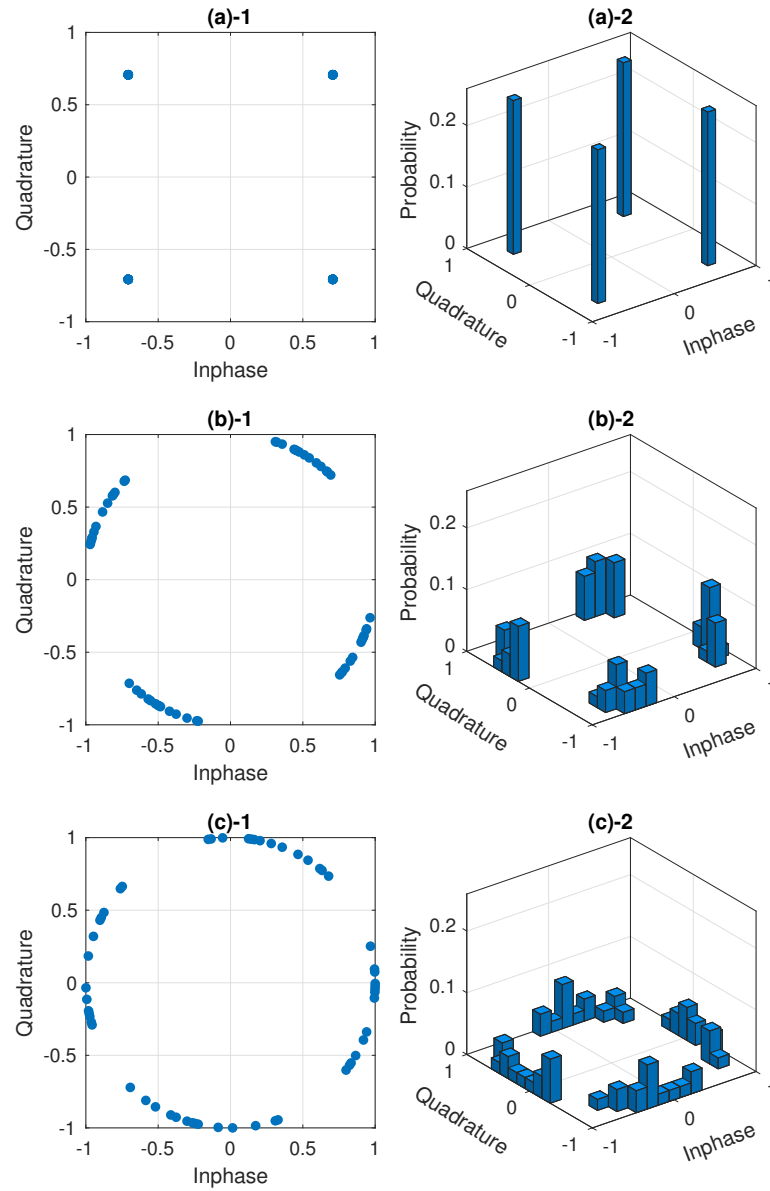 (a)-1
1
0.5
0
-0.5
-1
-1 -0.5 0 0.5 1
Quadrature
Inphase
(a)-2
0.2
0.1
0
Probability
1
0
-1
Quadrature
-1
0
Inphase
(b)-1
1
0.5
0
-0.5
-1
-1 -0.5 0 0.5 1
Quadrature
Inphase
(b)-2
0.2
0.1
0
Probability
1
0
-1
Quadrature
-1
0
Inphase
(c)-1
1
0.5
0
-0.5
-1
-1 -0.5 0 0.5 1
Quadrature
Inphase
(c)-2
0.2
0.1
0
Probability
1
0
-1
Quadrature
-1
0
Inphase